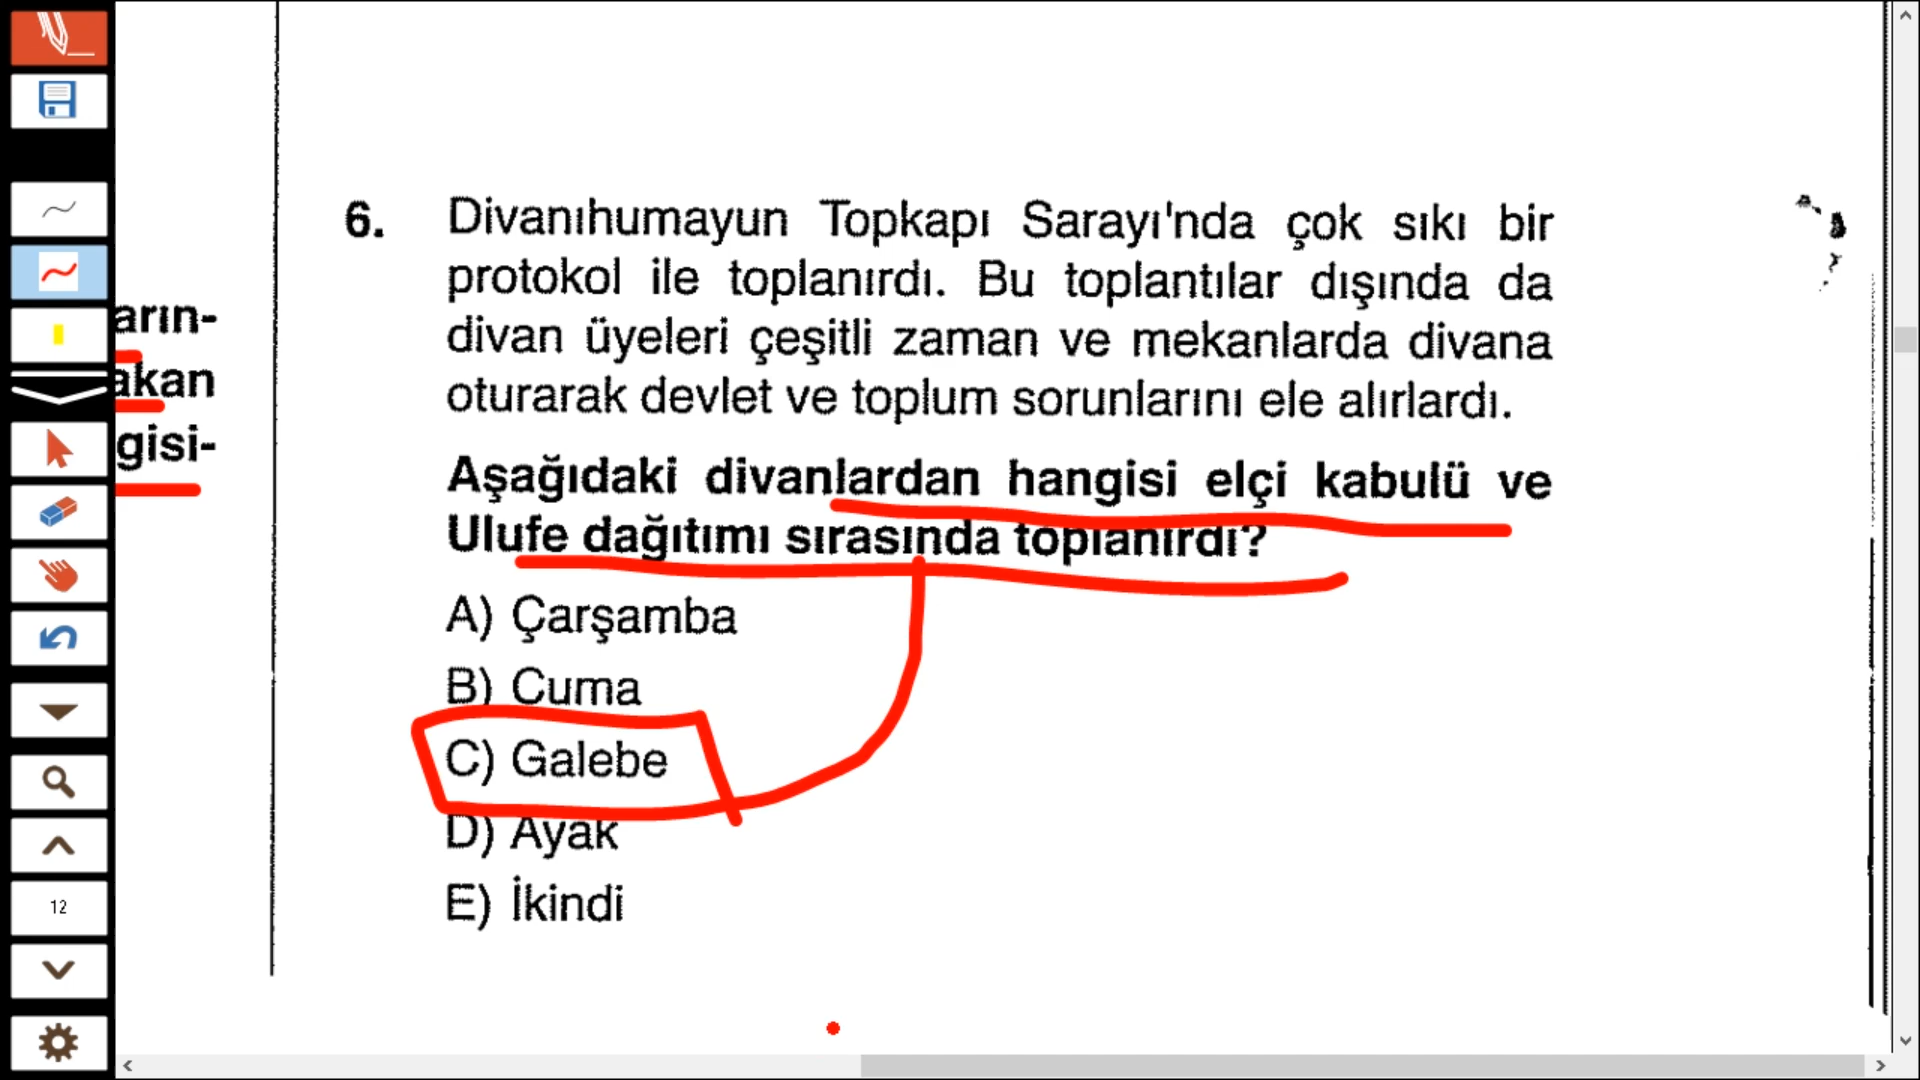 arın-
akan
gisi-
6. Divanıhumayun Topkapı Sarayı'nda çok sıkı bir
protokol ile toplanırdı. Bu toplantılar dışında da
divan üyeleri çeşitli zaman ve mekanlarda divana
oturarak devlet ve toplum sorunlarını ele alırlardı.
Aşağıdaki divanlardan hangisi elçi kabulü ve
Ulufe dağıtımı sırasında toplanırdı?
A) Çarşamba
B) Cuma
C) Galebe
D) Ayak
E) İkindi
12